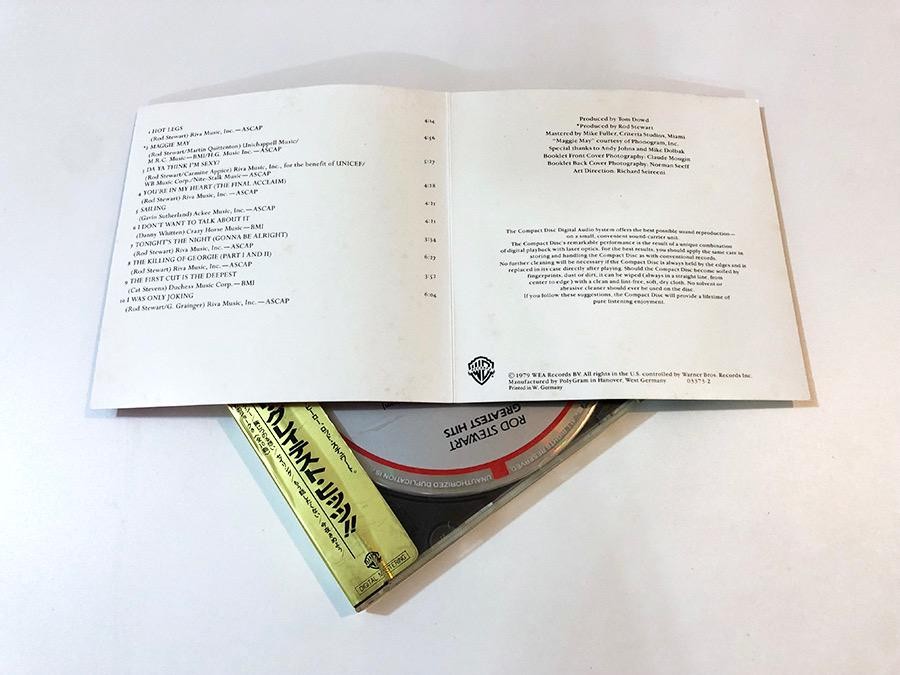 1 HOT LEGS 4:14
(Rod Stewart) Riva Music, Inc.—ASCAP
*2 MAGGIE MAY 4:56
(Rod Stewart/Martin Quittenton) Unichappell Music/
M R.C. Music—BMI/H.G. Music Inc.—ASCAP
3 DA YA THINK I'M SEXY? 5:27
(Rod Stewart/Carmine Appice) Riva Music, Inc., for the benefit of UNICEF/
WB Music Corp./Nite-Stalk Music—ASCAP
4 YOU'RE IN MY HEART (THE FINAL ACCLAIM) 4:28
(Rod Stewart) Riva Music, Inc.—ASCAP
5 SAILING 4:21
(Gavin Sutherland) Ackee Music, Inc.—ASCAP
6 I DON'T WANT TO TALK ABOUT IT 4:21
(Danny Whitten) Crazy Horse Music—BMI
7 TONIGHT'S THE NIGHT (GONNA BE ALRIGHT) 3:54
(Rod Stewart) Riva Music, Inc.—ASCAP
8 THE KILLING OF GEORGIE (PART I AND II) 6:27
(Rod Stewart) Riva Music, Inc.—ASCAP
9 THE FIRST CUT IS THE DEEPEST 3:52
(Cat Stevens) Duchess Music Corp.—BMI
10 I WAS ONLY JOKING 6:04
(Rod Stewart/G. Grainger) Riva Music, Inc.—ASCAP
Produced by Tom Dowd
*Produced by Rod Stewart
Mastered by Mike Fuller, Criteria Studios, Miami
"Maggie May" courtesy of Phonogram, Inc.
Special thanks to Andy Johns and Mike Dolbak
Booklet Front Cover Photography: Claude Mougin
Booklet Back Cover Photography: Norman Seeff
Art Direction: Richard Seireeni
The Compact Disc Digital Audio System offers the best possible sound reproduction—
on a small, convenient sound-carrier unit.
The Compact Disc's remarkable performance is the result of a unique combination
of digital playback with laser optics. For the best results, you should apply the same care in
storing and handling the Compact Disc as with conventional records.
No further cleaning will be necessary if the Compact Disc is always held by the edges and is
replaced in its case directly after playing. Should the Compact Disc become soiled by
fingerprints, dust or dirt, it can be wiped (always in a straight line, from
center to edge) with a clean and lint-free, soft, dry cloth. No solvent or
abrasive cleaner should ever be used on the disc.
If you follow these suggestions, the Compact Disc will provide a lifetime of
pure listening enjoyment.
©1979 WEA Records BV. All rights in the U.S. controlled by Warner Bros. Records Inc.
Manufactured by PolyGram in Hanover, West Germany 03373-2
Printed in W. Germany
ROD STEWART
GREATEST HITS
UNAUTHORIZED DUPLICATION IS
レイテスト・ヒッツ!!
DIGITAL MASTERING